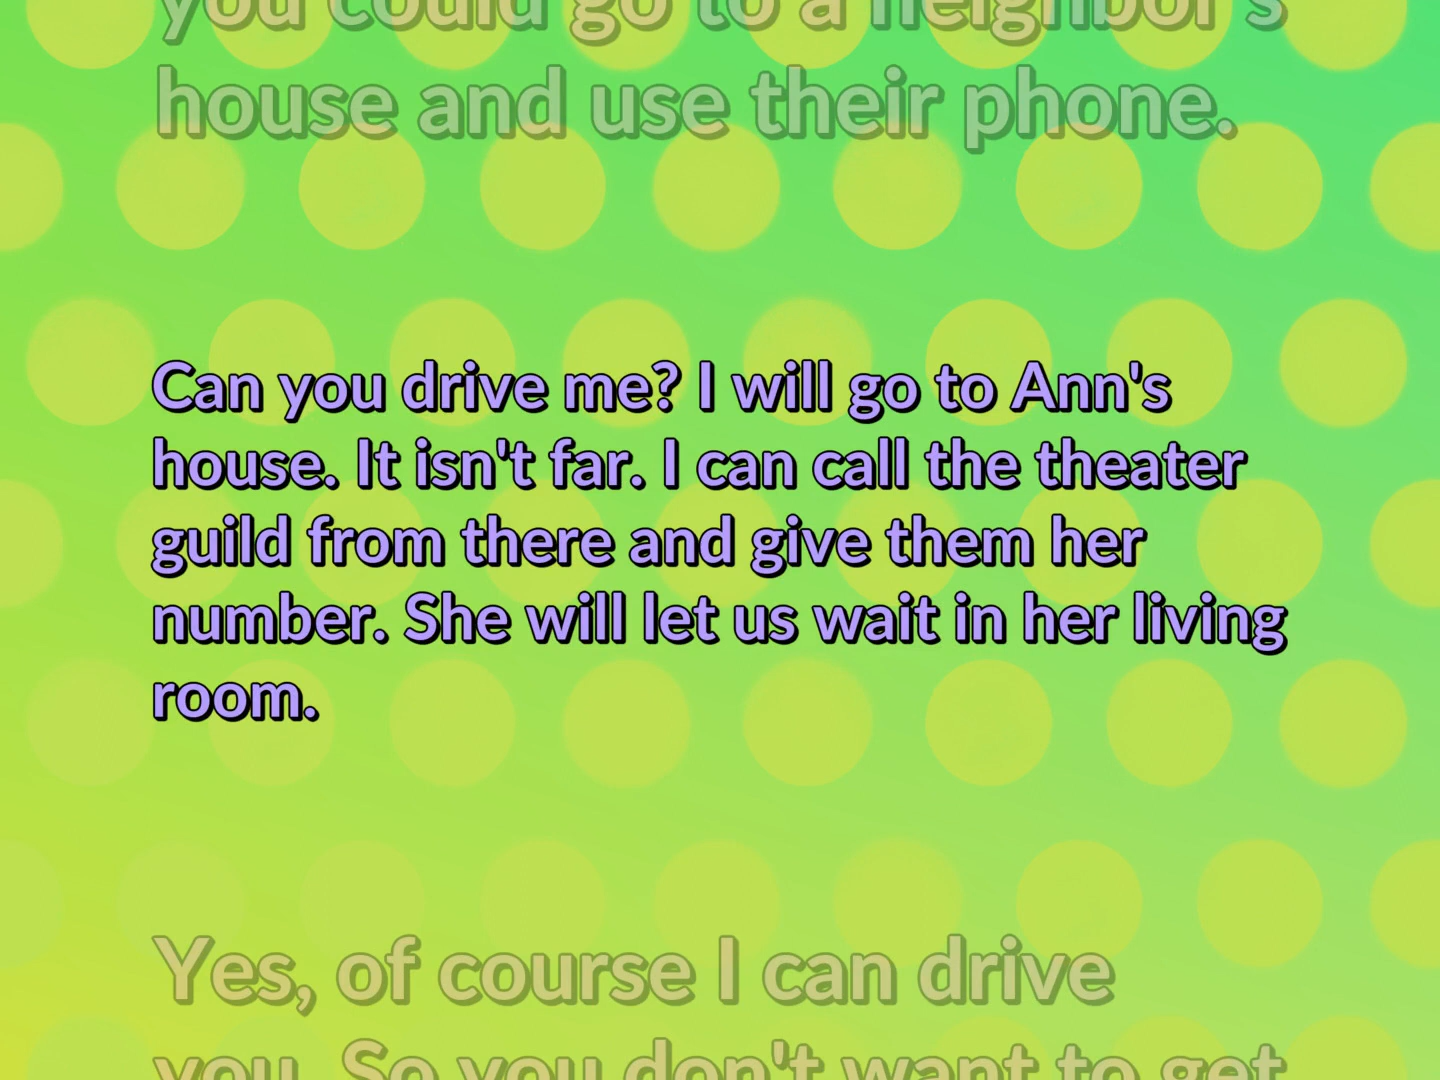 you could go to a neighbor's
house and use their phone.
Can you drive me? I will go to Ann's
house. It isn't far. I can call the theater
guild from there and give them her
number. She will let us wait in her living
room.
Yes, of course I can drive
you. So you don't want to get